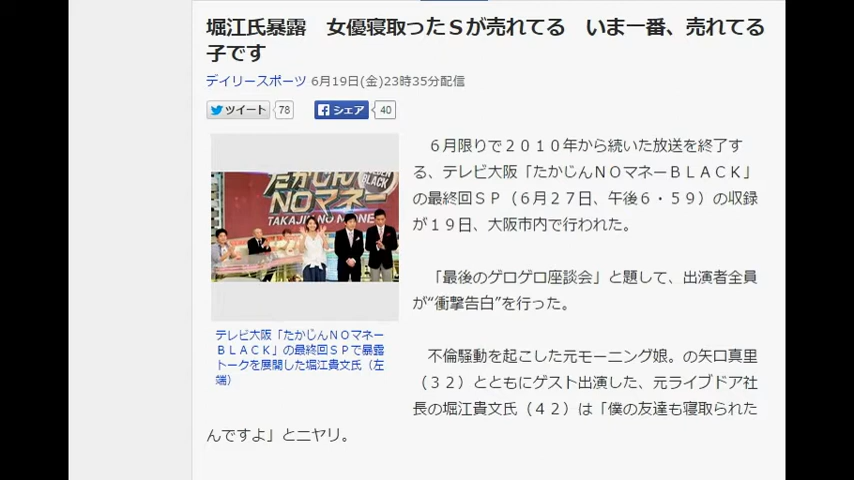 堀江氏暴露　女優寝取ったＳが売れてる　いま一番、売れてる
子です
デイリースポーツ 6月19日(金)23時35分配信
ツイート 78 シェア 40
たかじん
NOマネー
BLACK
TAKAJIN NO MONEY
テレビ大阪「たかじんＮＯマネー
ＢＬＡＣＫ」の最終回ＳＰで暴露
トークを展開した堀江貴文氏（左
端）
６月限りで２０１０年から続いた放送を終了す
る、テレビ大阪「たかじんＮＯマネーＢＬＡＣＫ」
の最終回ＳＰ（６月２７日、午後６・５９）の収録
が１９日、大阪市内で行われた。
「最後のゲロゲロ座談会」と題して、出演者全員
が“衝撃告白”を行った。
不倫騒動を起こした元モーニング娘。の矢口真里
（３２）とともにゲスト出演した、元ライブドア社
長の堀江貴文氏（４２）は「僕の友達も寝取られた
んですよ」とニヤリ。